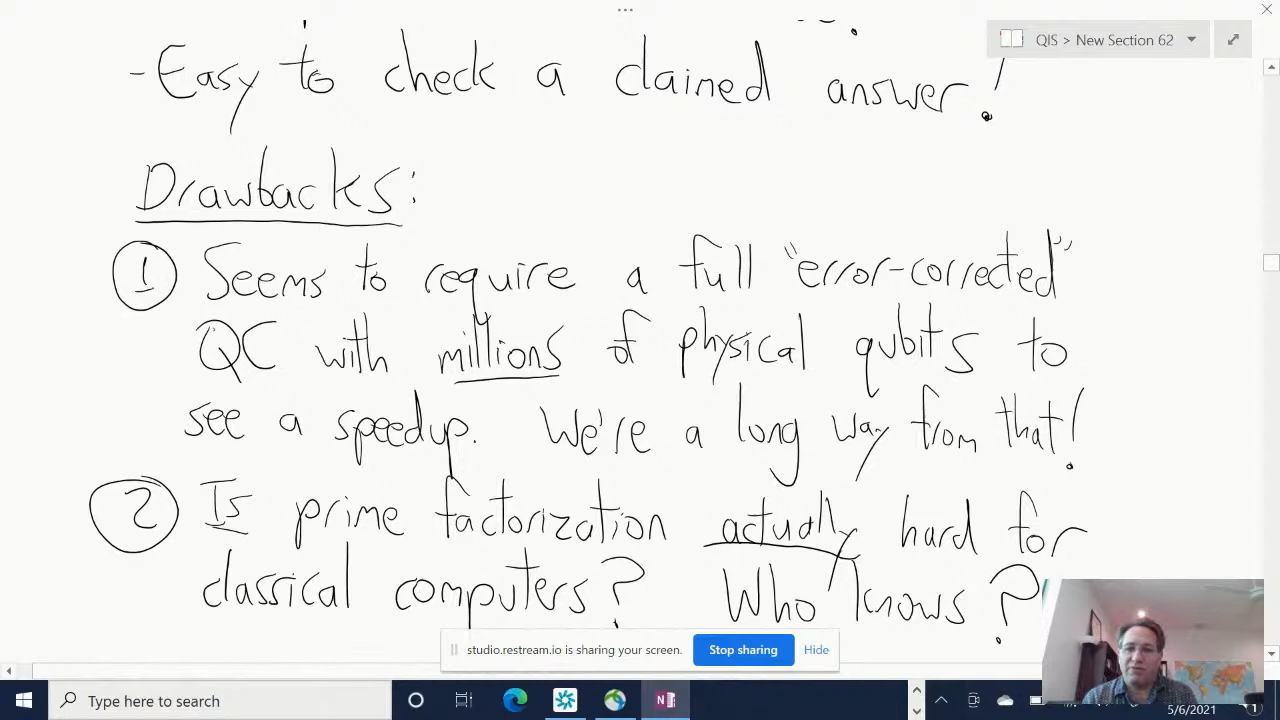 QIS > New Section 62
- Easy to check a claimed answer!
Drawbacks:
1 Seems to require a full "error-corrected"
QC with millions of physical qubits to
see a speedup. We're a long way from that!
2 Is prime factorization actually hard for
classical computers? Who knows?
studio.restream.io is sharing your screen.
Stop sharing
Hide
Type here to search
5/6/2021
1